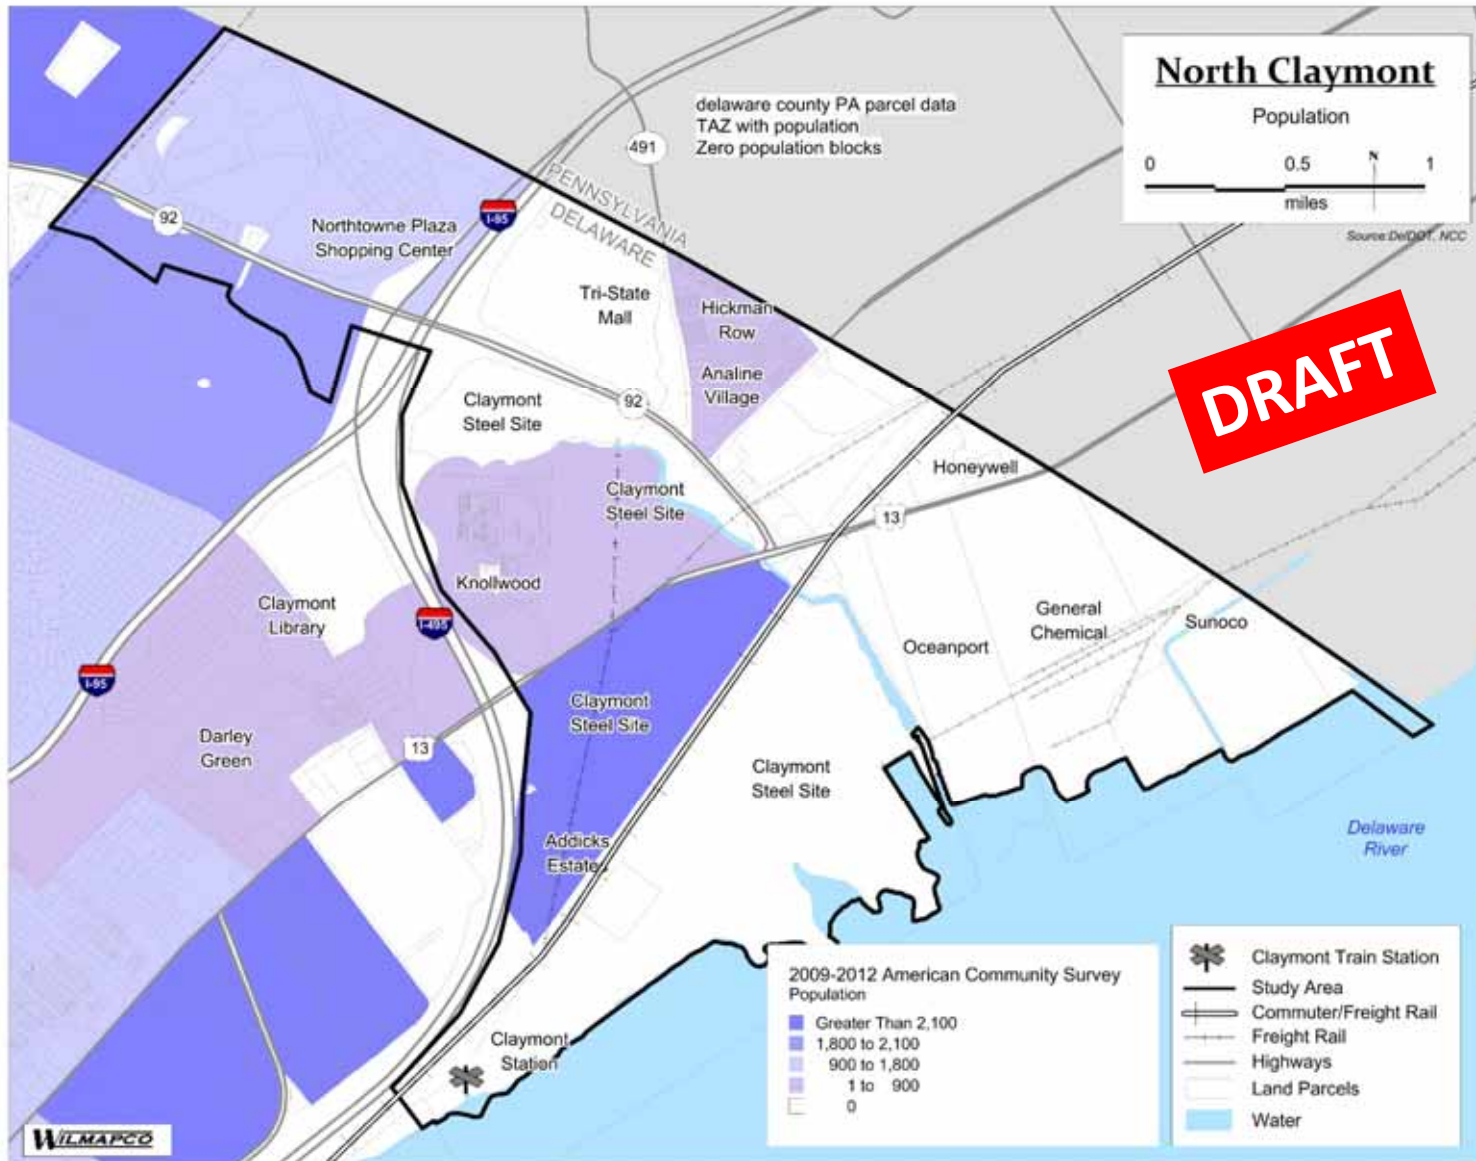 North Claymont
Population
0 0.5 1
N
miles
Source:DelDOT, NCC
delaware county PA parcel data
TAZ with population
Zero population blocks
491
PENNSYLVANIA
DELAWARE
92
Northtowne Plaza
Shopping Center
I-95
Tri-State
Mall
Hickman
Row
Analine
Village
DRAFT
Claymont
Steel Site
92
Honeywell
Claymont
Steel Site
13
Knollwood
Claymont
Library
I-495
General
Chemical
Sunoco
Oceanport
I-95
Claymont
Steel Site
Darley
Green
13
Claymont
Steel Site
Addicks
Estates
Delaware
River
Claymont
Station
2009-2012 American Community Survey
Population
Greater Than 2,100
1,800 to 2,100
900 to 1,800
1 to 900
0
Claymont Train Station
Study Area
Commuter/Freight Rail
Freight Rail
Highways
Land Parcels
Water
WILMAPCO